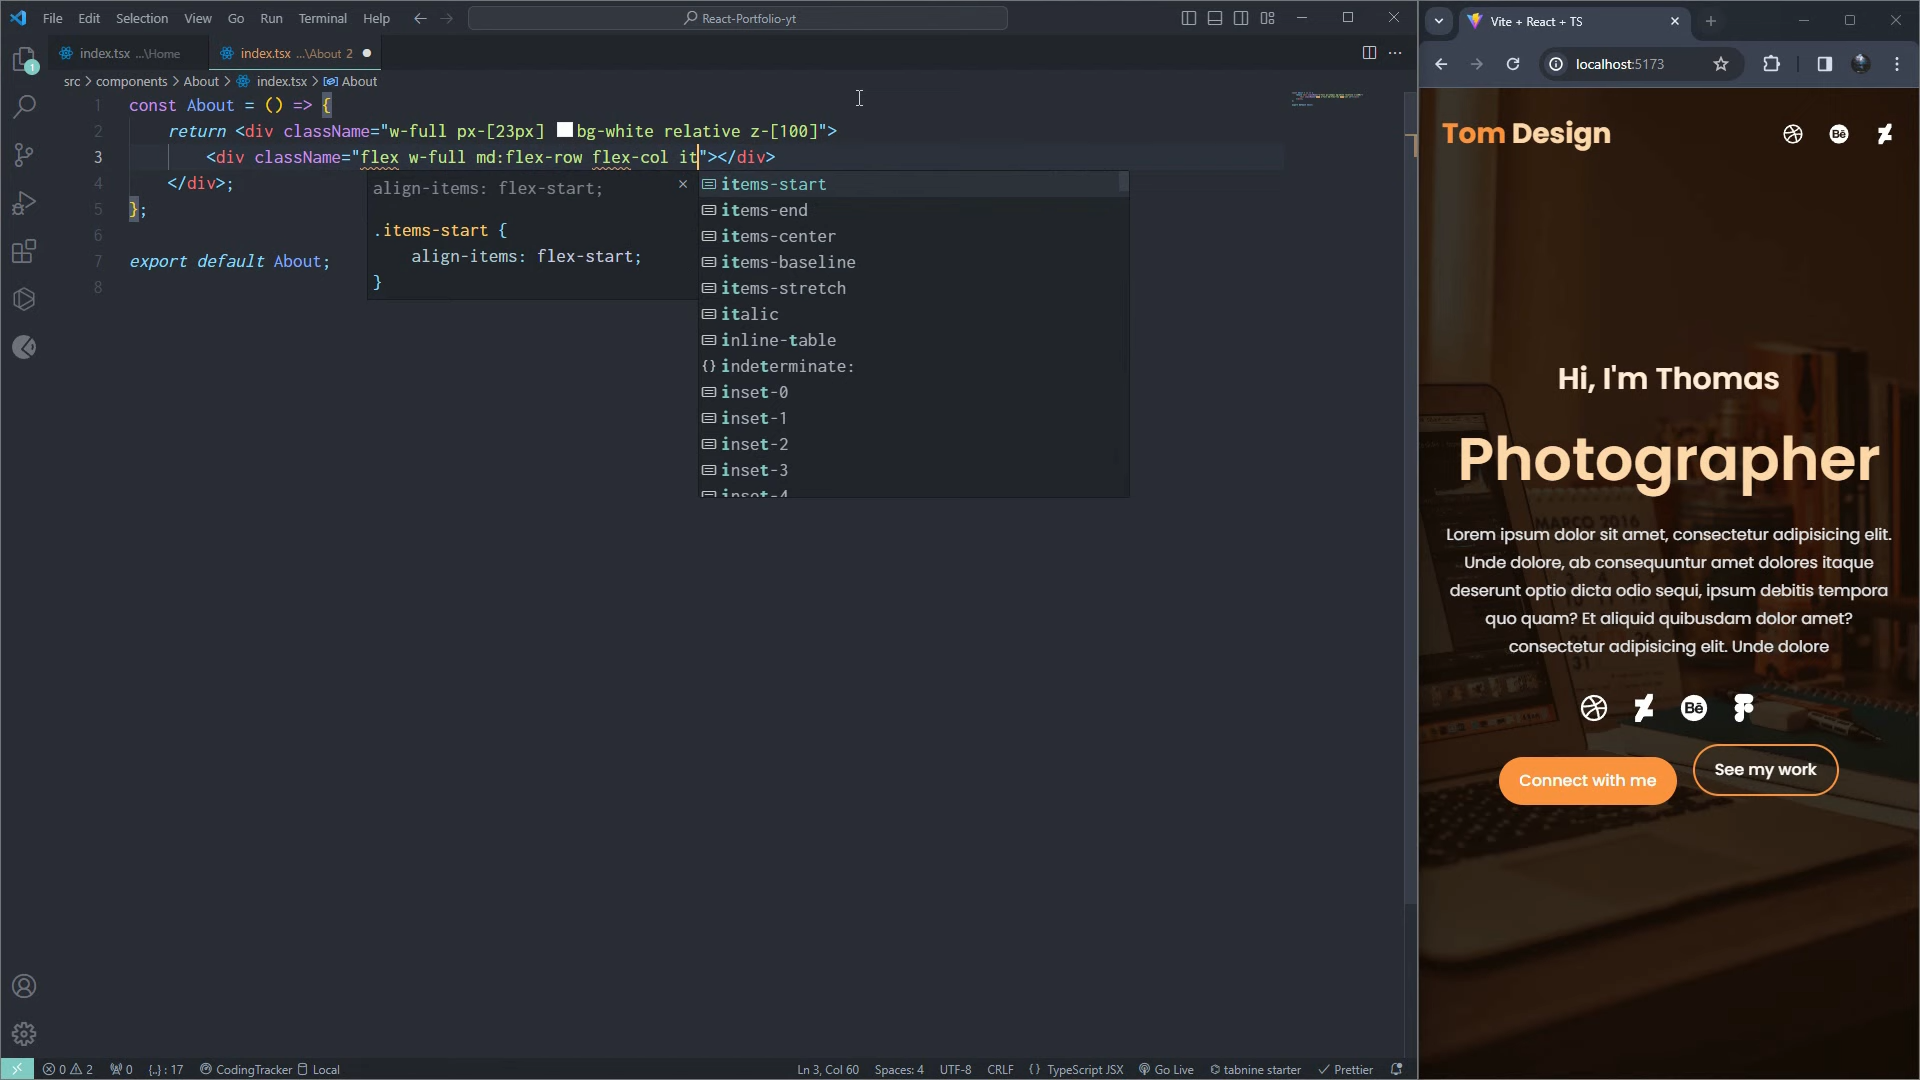 File Edit Selection View Go Run Terminal Help
React-Portfolio-yt
index.tsx ...\Home
index.tsx ...\About 2
src > components > About > index.tsx > About
1 const About = () => {
2 return <div className="w-full px-[23px] bg-white relative z-[100]">
3 <div className="flex w-full md:flex-row flex-col it"></div>
4 </div>;
5 };
6
7 export default About;
8
align-items: flex-start;
.items-start {
align-items: flex-start;
}
items-start
items-end
items-center
items-baseline
items-stretch
italic
inline-table
{} indeterminate:
inset-0
inset-1
inset-2
inset-3
inset-4
1
0 2 0 {..} : 17 CodingTracker Local
Ln 3, Col 60 Spaces: 4 UTF-8 CRLF {} TypeScript JSX Go Live tabnine starter Prettier
Vite + React + TS
localhost:5173
Tom Design
Bē
Hi, I'm Thomas
Photographer
MARÇO 2016
Lorem ipsum dolor sit amet, consectetur adipisicing elit.
Unde dolore, ab consequuntur amet dolores itaque
deserunt optio dicta odio sequi, ipsum debitis tempora
quo quam? Et aliquid quibusdam dolor amet?
consectetur adipisicing elit. Unde dolore
31
Bē
Connect with me
See my work